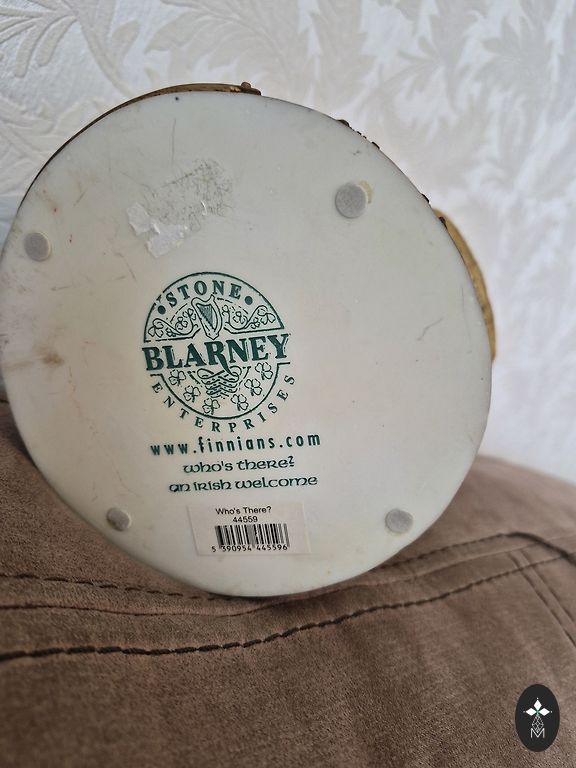 • STONE •
BLARNEY
ENTERPRISES
www.finnians.com
who's there?
an irish welcome
Who's There?
44559
5 390954 445596
M